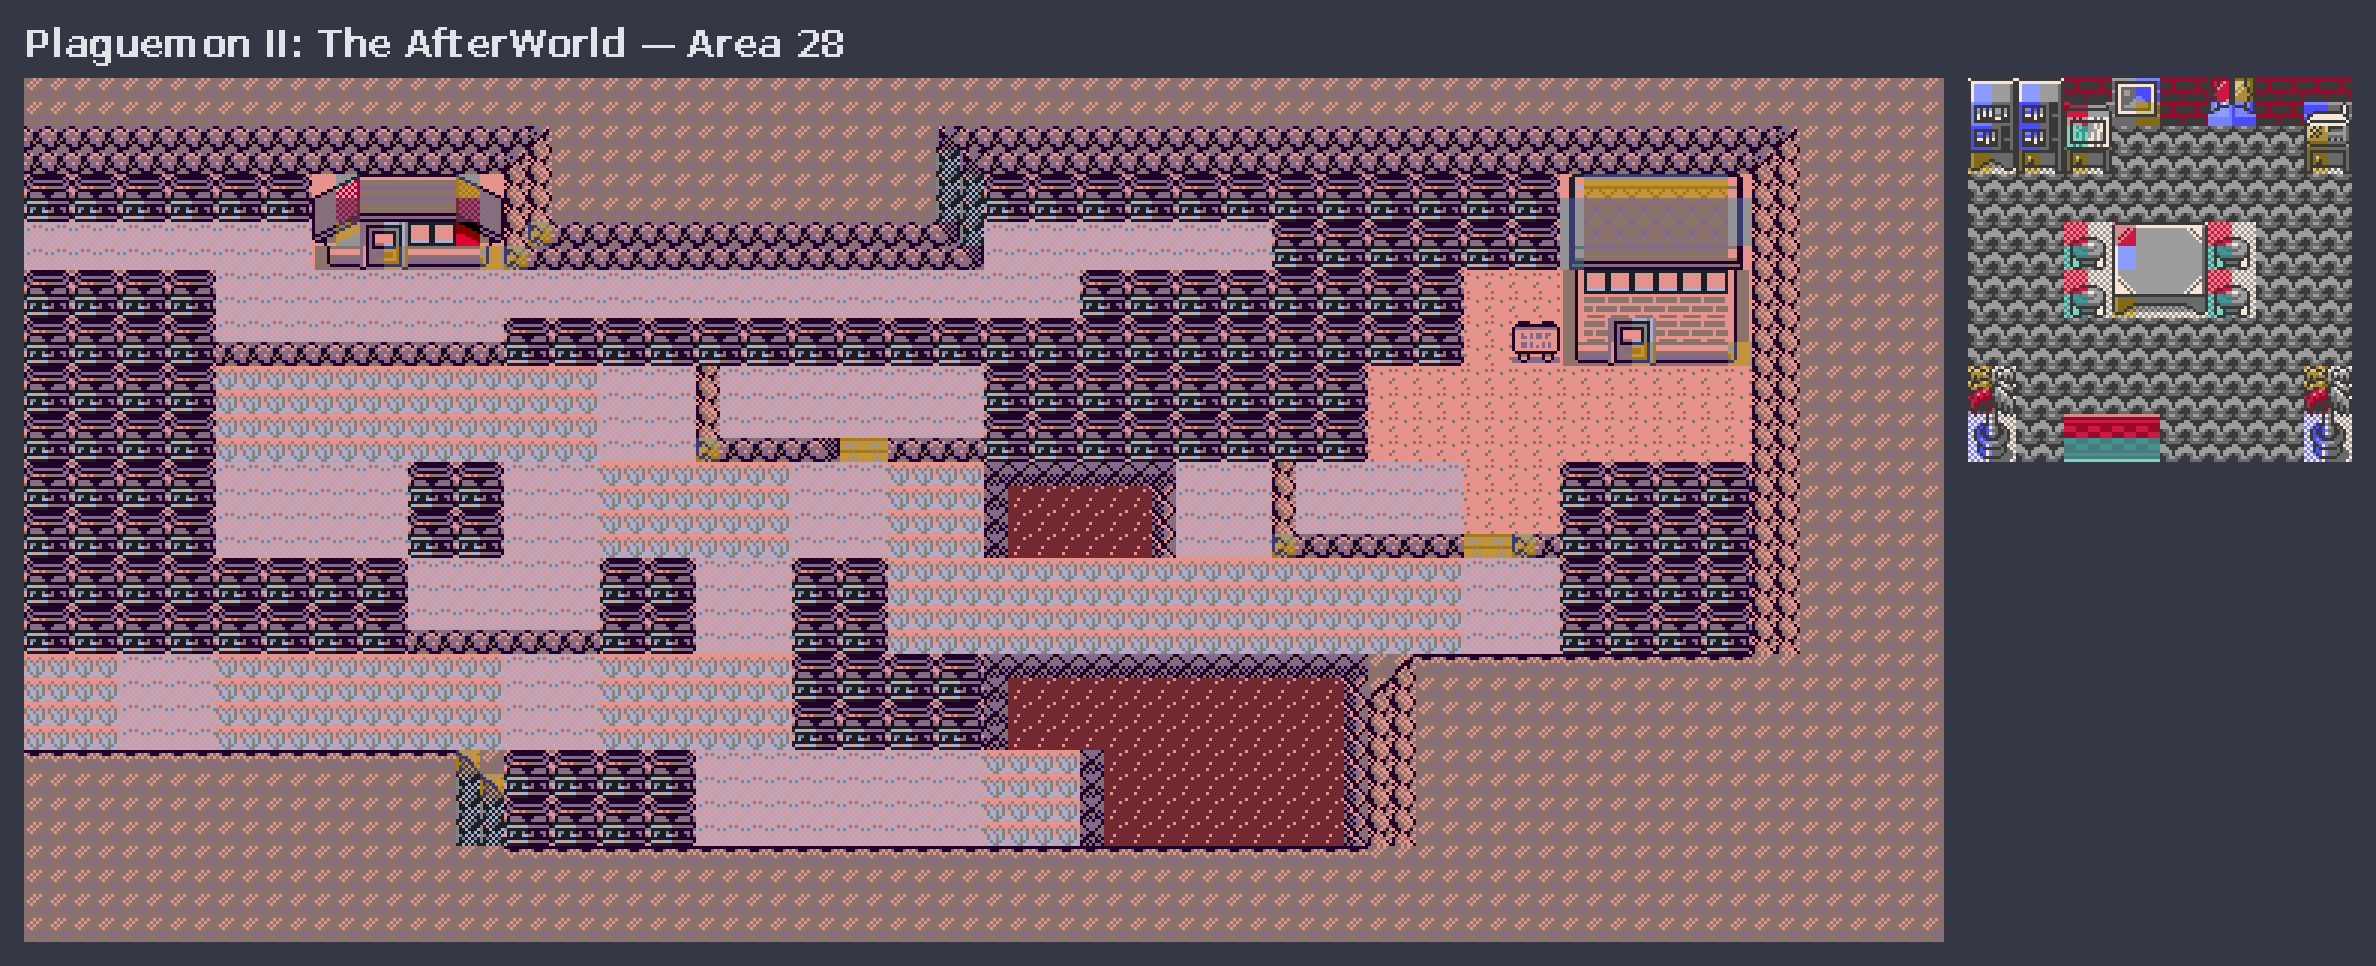 Plaguemon II: The AfterWorld — Area 28